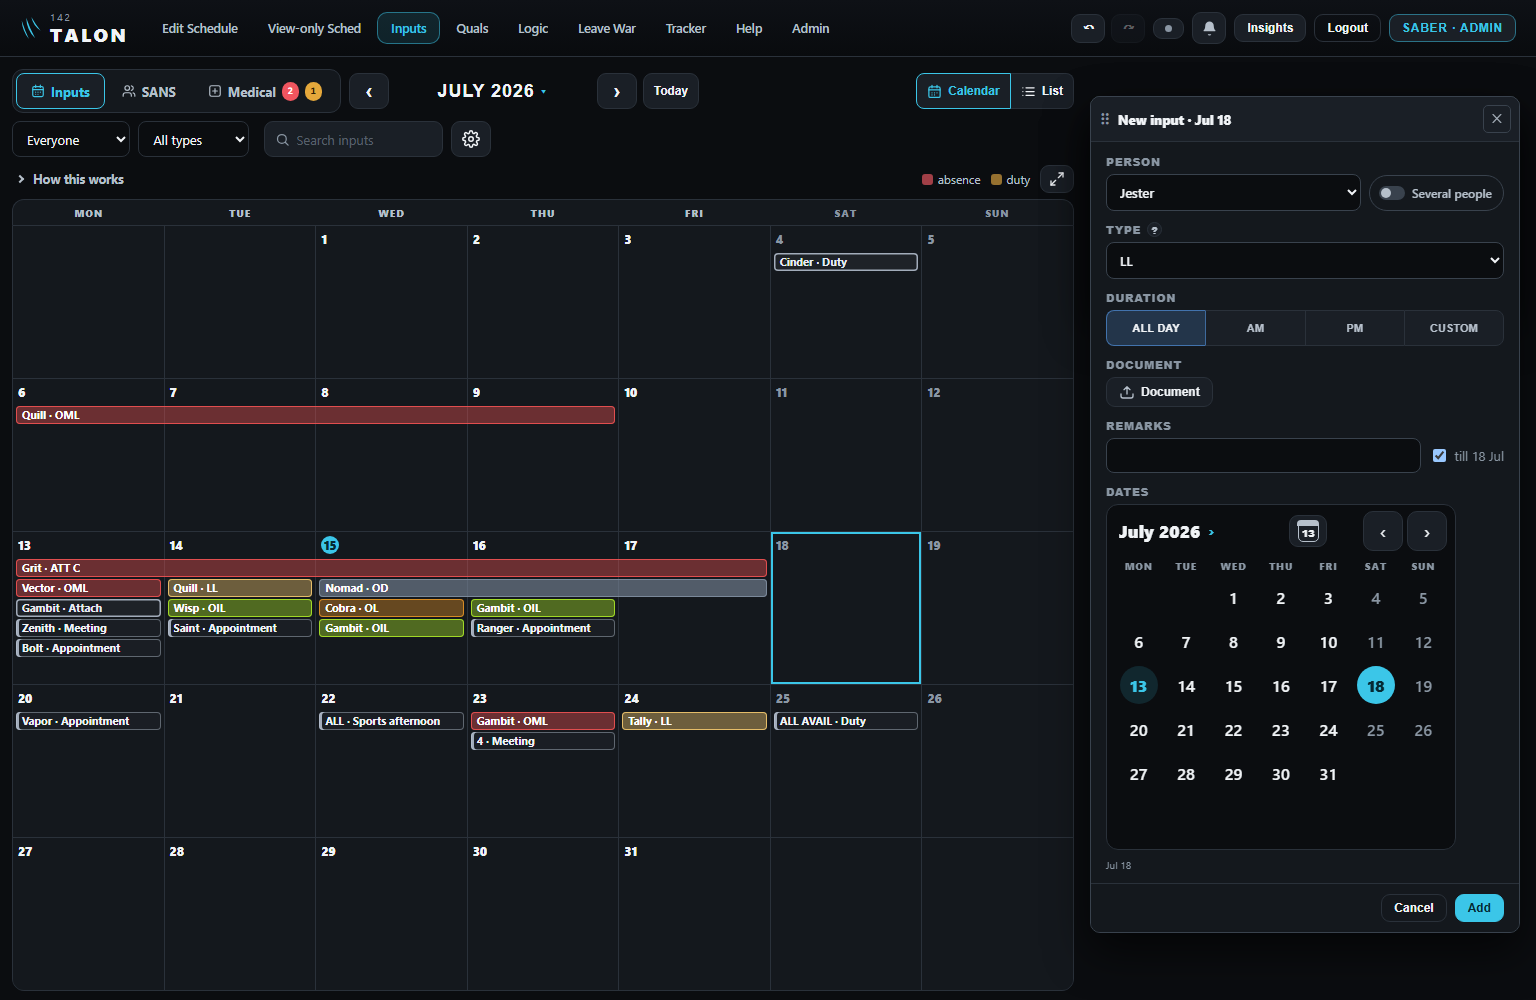 142
TALON
Edit Schedule
View-only Sched
Inputs
Quals
Logic
Leave War
Tracker
Help
Admin
Insights
Logout
SABER · ADMIN
Inputs
SANS
Medical 2 1
‹
JULY 2026
›
Today
Calendar
List
Everyone
All types
Search inputs
How this works
absence
duty
MON TUE WED THU FRI SAT SUN
1 2 3 4 5
Cinder · Duty
6 7 8 9 10 11 12
Quill · OML
13 14 15 16 17 18 19
Grit · ATT C
Vector · OML
Quill · LL
Nomad · OD
Gambit · Attach
Wisp · OIL
Cobra · OL
Gambit · OIL
Zenith · Meeting
Saint · Appointment
Gambit · OIL
Ranger · Appointment
Bolt · Appointment
20 21 22 23 24 25 26
Vapor · Appointment
ALL · Sports afternoon
Gambit · OML
Tally · LL
ALL AVAIL · Duty
4 · Meeting
27 28 29 30 31
New input · Jul 18
PERSON
Jester
Several people
TYPE ?
LL
DURATION
ALL DAY
AM
PM
CUSTOM
DOCUMENT
Document
REMARKS
till 18 Jul
DATES
July 2026 ›
13
‹
›
MON TUE WED THU FRI SAT SUN
1 2 3 4 5
6 7 8 9 10 11 12
13 14 15 16 17 18 19
20 21 22 23 24 25 26
27 28 29 30 31
Jul 18
Cancel
Add